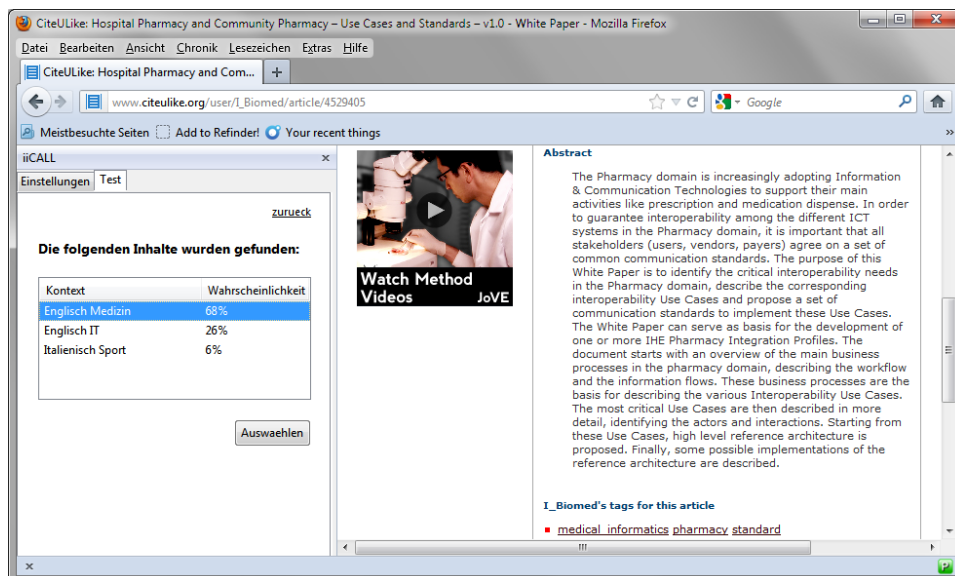 CiteULike: Hospital Pharmacy and Community Pharmacy – Use Cases and Standards – v1.0 - White Paper - Mozilla Firefox
Datei Bearbeiten Ansicht Chronik Lesezeichen Extras Hilfe
CiteULike: Hospital Pharmacy and Com... +
www.citeulike.org/user/I_Biomed/article/4529405
Google
Meistbesuchte Seiten Add to Refinder! Your recent things »
iiCALL x
Einstellungen Test
zurueck
Die folgenden Inhalte wurden gefunden:
Kontext Wahrscheinlichkeit
Englisch Medizin 68%
Englisch IT 26%
Italienisch Sport 6%
Auswaehlen
Watch Method
Videos JoVE
Abstract
The Pharmacy domain is increasingly adopting Information
& Communication Technologies to support their main
activities like prescription and medication dispense. In order
to guarantee interoperability among the different ICT
systems in the Pharmacy domain, it is important that all
stakeholders (users, vendors, payers) agree on a set of
common communication standards. The purpose of this
White Paper is to identify the critical interoperability needs
in the Pharmacy domain, describe the corresponding
interoperability Use Cases and propose a set of
communication standards to implement these Use Cases.
The White Paper can serve as basis for the development of
one or more IHE Pharmacy Integration Profiles. The
document starts with an overview of the main business
processes in the pharmacy domain, describing the workflow
and the information flows. These business processes are the
basis for describing the various Interoperability Use Cases.
The most critical Use Cases are then described in more
detail, identifying the actors and interactions. Starting from
these Use Cases, high level reference architecture is
proposed. Finally, some possible implementations of the
reference architecture are described.
I_Biomed's tags for this article
medical_informatics pharmacy standard
x